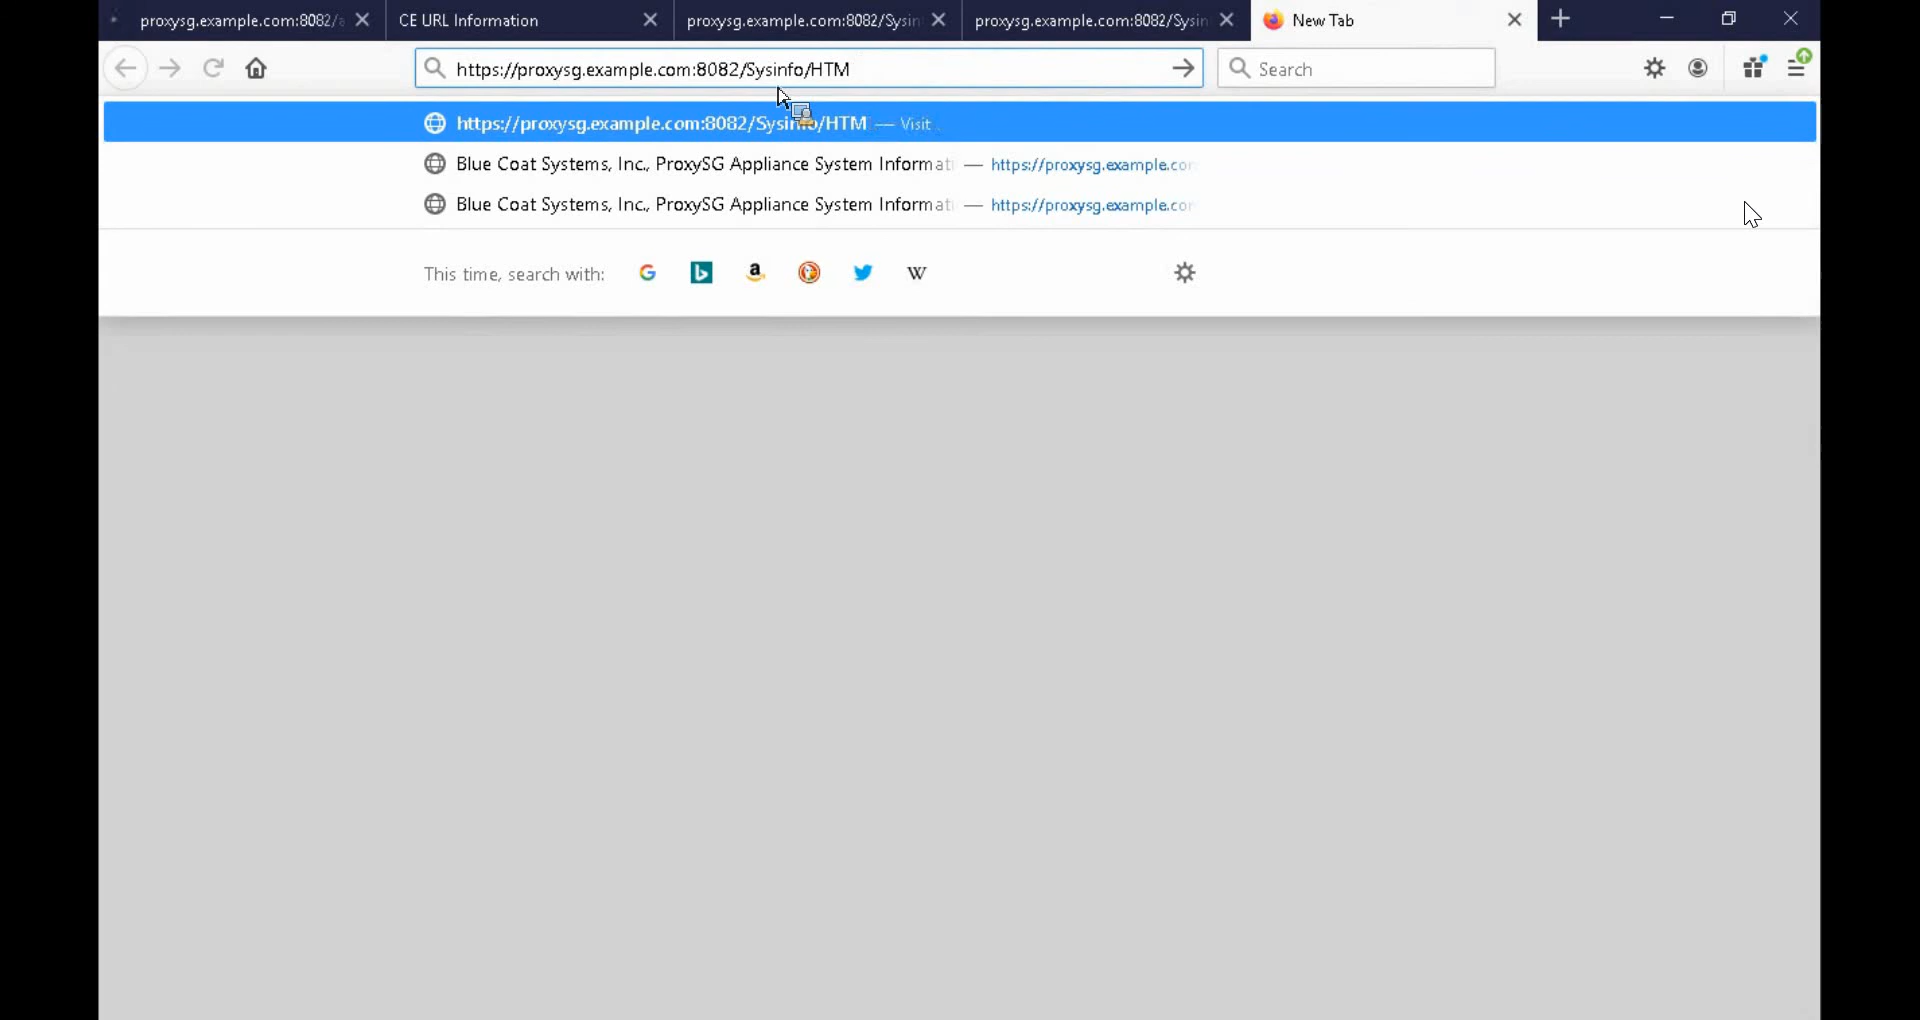 proxysg.example.com:8082/
CE URL Information
proxysg.example.com:8082/Sysin
proxysg.example.com:8082/Sysin
New Tab
https://proxysg.example.com:8082/Sysinfo/HTM
Search
https://proxysg.example.com:8082/Sysinfo/HTM — Visit
Blue Coat Systems, Inc., ProxySG Appliance System Informati — https://proxysg.example.co
Blue Coat Systems, Inc., ProxySG Appliance System Informati — https://proxysg.example.co
This time, search with: